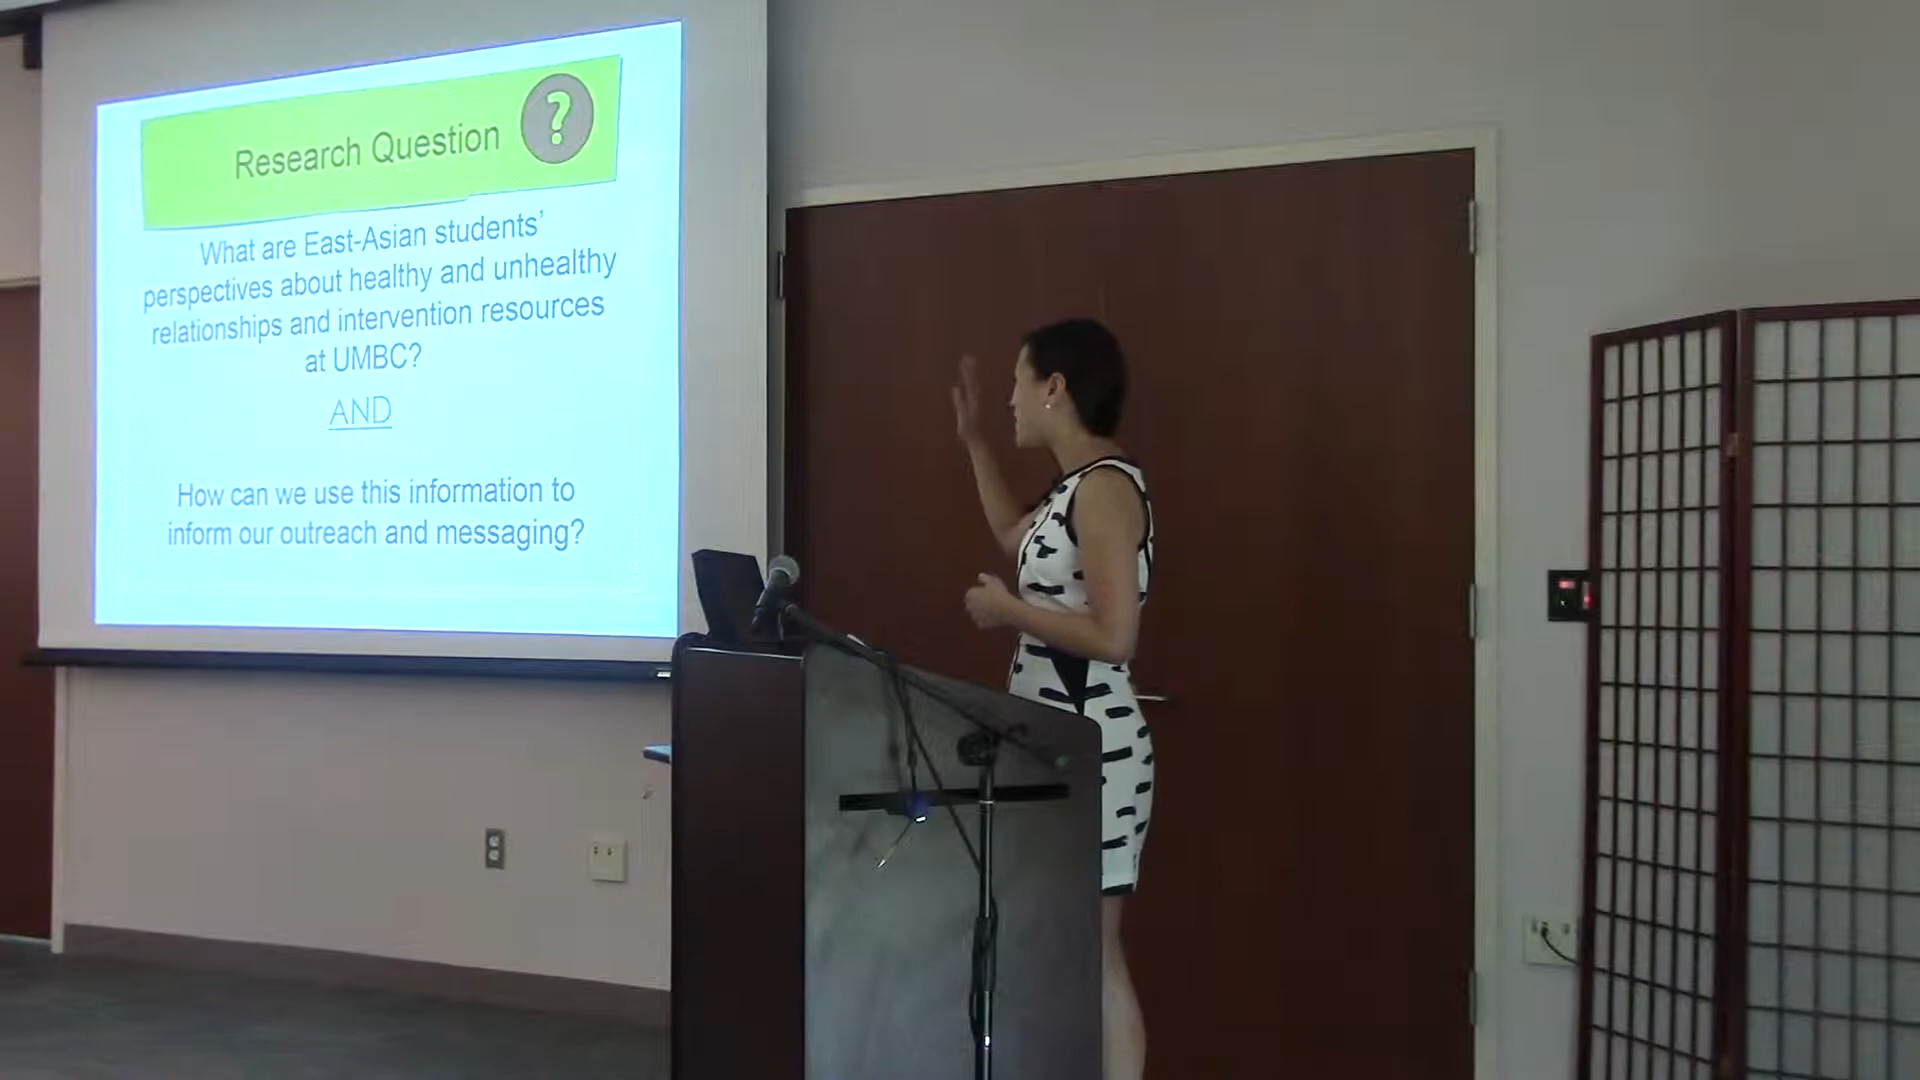 Research Question
?
What are East-Asian students'
perspectives about healthy and unhealthy
relationships and intervention resources
at UMBC?
AND
How can we use this information to
inform our outreach and messaging?